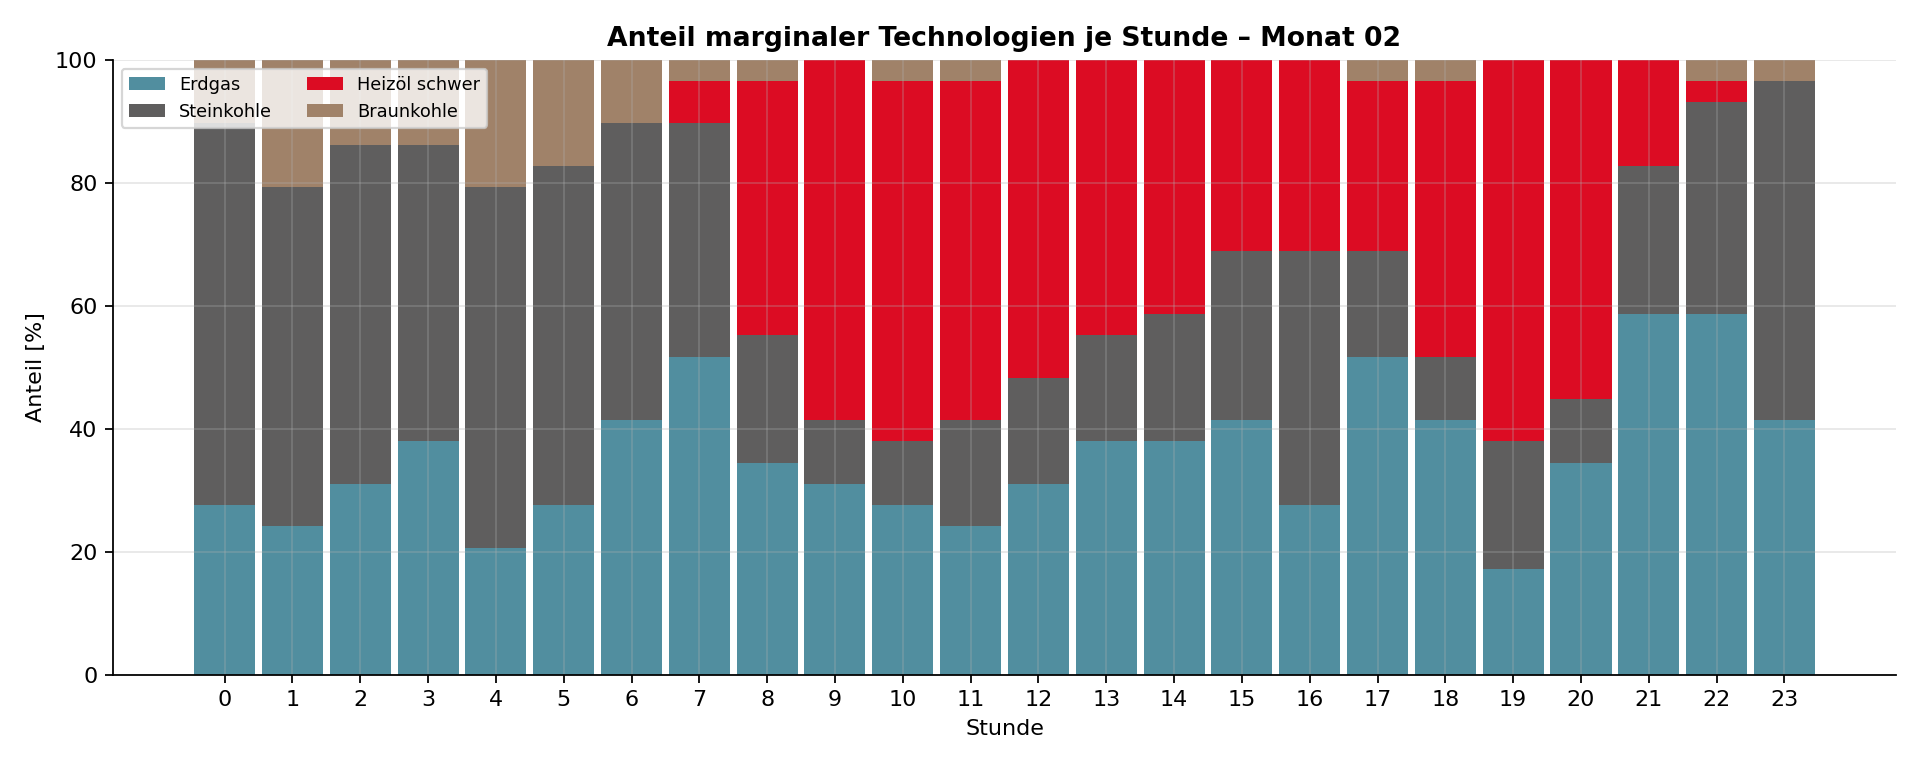 Anteil marginaler Technologien je Stunde – Monat 02
Erdgas
Steinkohle
Heizöl schwer
Braunkohle
Anteil [%]
100
80
60
40
20
0
0 1 2 3 4 5 6 7 8 9 10 11 12 13 14 15 16 17 18 19 20 21 22 23
Stunde